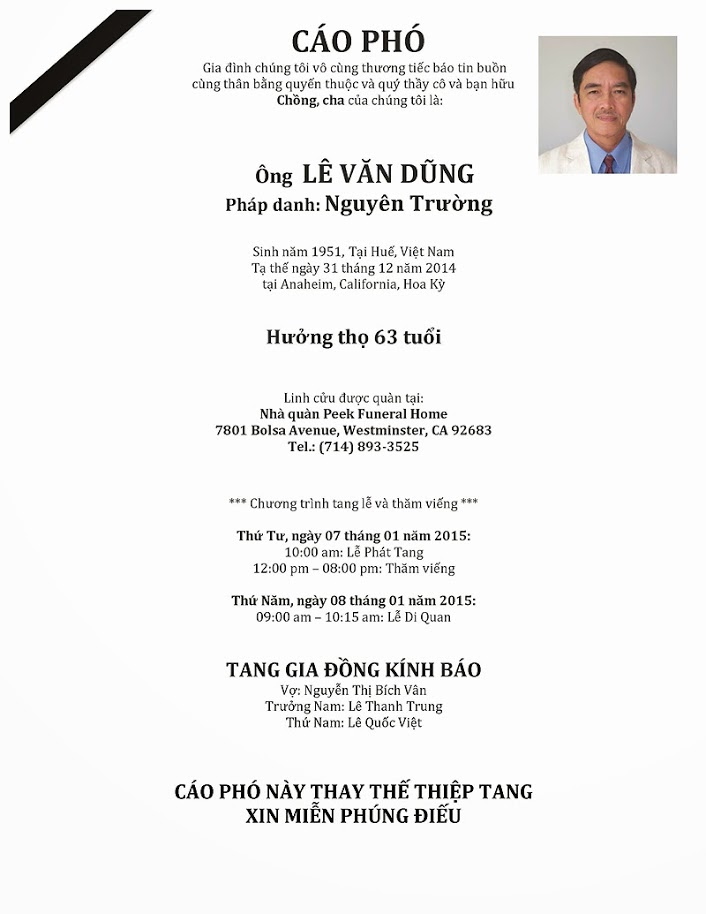 CÁO PHÓ
Gia đình chúng tôi vô cùng thương tiếc báo tin buồn
cùng thân bằng quyến thuộc và quý thầy cô và bạn hữu
Chồng, cha của chúng tôi là:
Ông LÊ VĂN DŨNG
Pháp danh: Nguyên Trường
Sinh năm 1951, Tại Huế, Việt Nam
Tạ thế ngày 31 tháng 12 năm 2014
tại Anaheim, California, Hoa Kỳ
Hưởng thọ 63 tuổi
Linh cửu được quàn tại:
Nhà quàn Peek Funeral Home
7801 Bolsa Avenue, Westminster, CA 92683
Tel.: (714) 893-3525
*** Chương trình tang lễ và thăm viếng ***
Thứ Tư, ngày 07 tháng 01 năm 2015:
10:00 am: Lễ Phát Tang
12:00 pm – 08:00 pm: Thăm viếng
Thứ Năm, ngày 08 tháng 01 năm 2015:
09:00 am – 10:15 am: Lễ Di Quan
TANG GIA ĐỒNG KÍNH BÁO
Vợ: Nguyễn Thị Bích Vân
Trưởng Nam: Lê Thanh Trung
Thứ Nam: Lê Quốc Việt
CÁO PHÓ NÀY THAY THẾ THIỆP TANG
XIN MIỄN PHÚNG ĐIẾU